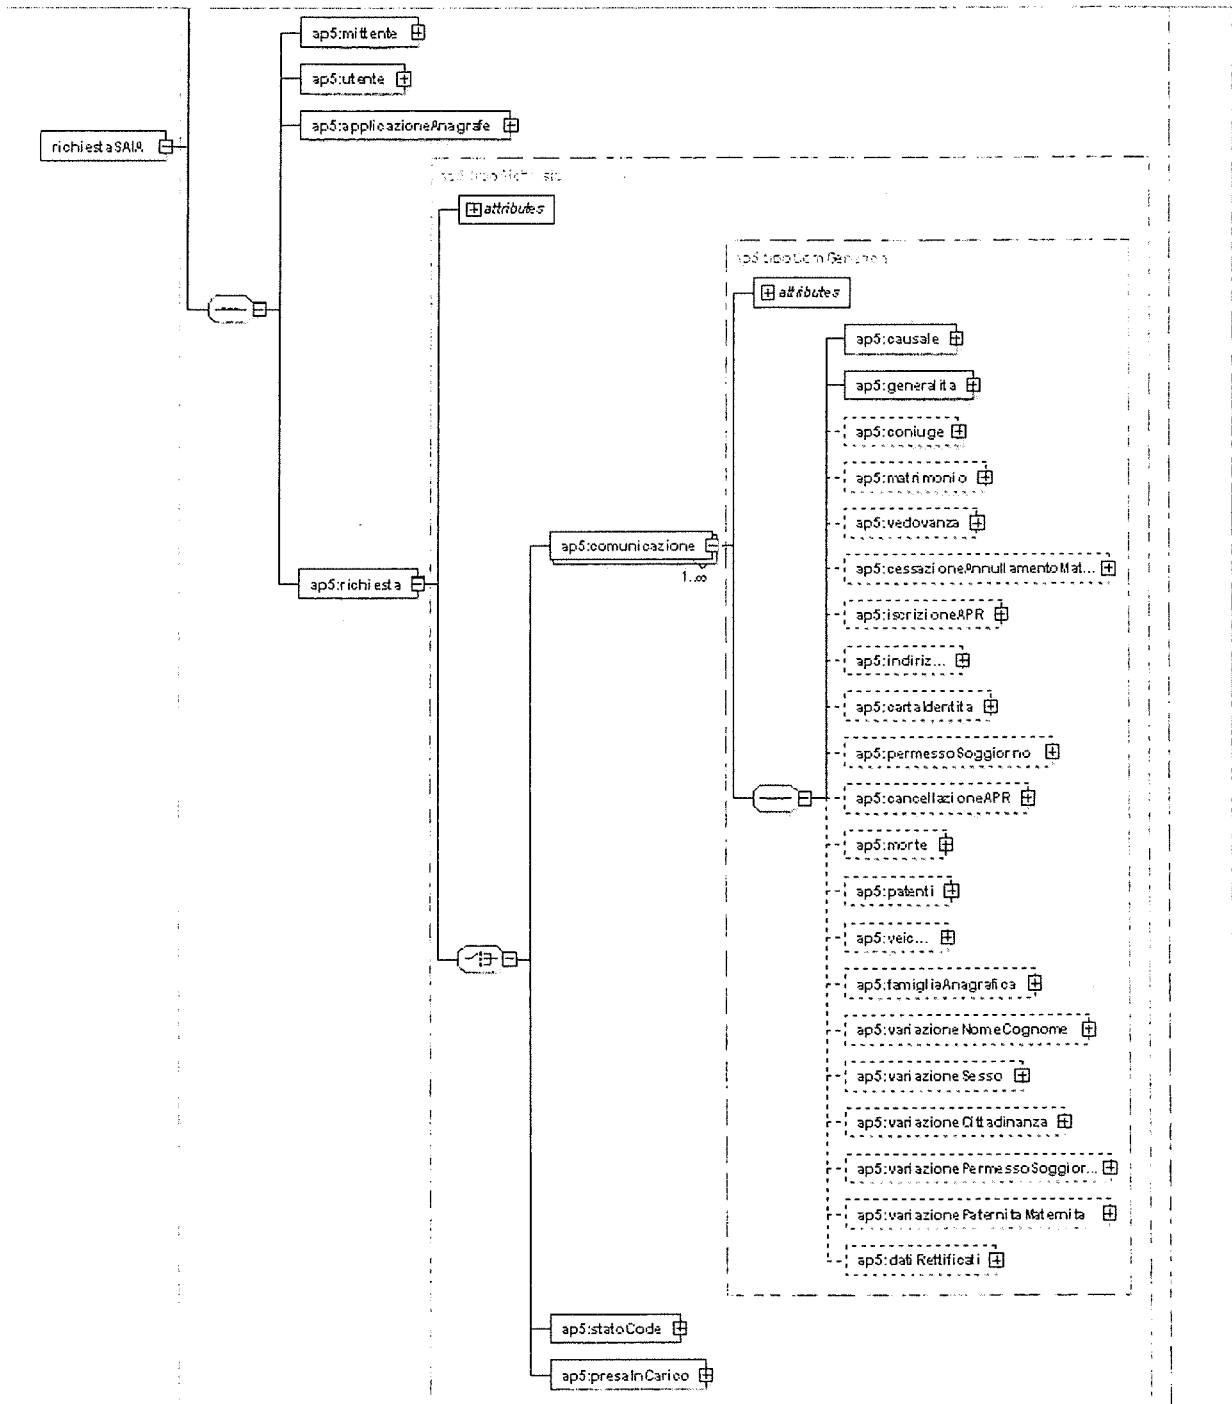 ap5:mittente
ap5:utente
ap5:applicazioneAnagrafe
richiestaSAIA
attributes
attributes
ap5:causale
ap5:generalita
ap5:coniuge
ap5:matrimonio
ap5:vedovanza
ap5:comunicazione
1..∞
ap5:cessazioneAnnullamentoMat...
ap5:richiesta
ap5:iscrizioneAPR
ap5:indiriz...
ap5:cartaIdentita
ap5:permessoSoggiorno
ap5:cancellazioneAPR
ap5:morte
ap5:patenti
ap5:veic...
ap5:famigliaAnagrafica
ap5:variazioneNomeCognome
ap5:variazioneSesso
ap5:variazioneCittadinanza
ap5:variazionePermessoSoggior...
ap5:variazionePaternitaMaternita
ap5:datiRettificati
ap5:statoCode
ap5:presaInCarico